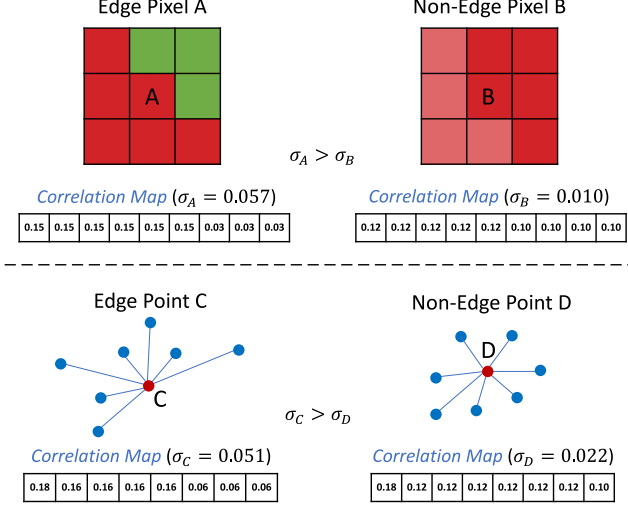 Edge Pixel A
Non-Edge Pixel B
A
B
σ_A > σ_B
Correlation Map (σ_A = 0.057)
Correlation Map (σ_B = 0.010)
0.15 0.15 0.15 0.15 0.15 0.15 0.03 0.03 0.03
0.12 0.12 0.12 0.12 0.12 0.10 0.10 0.10 0.10
Edge Point C
Non-Edge Point D
C
D
σ_C > σ_D
Correlation Map (σ_C = 0.051)
Correlation Map (σ_D = 0.022)
0.18 0.16 0.16 0.16 0.16 0.06 0.06 0.06
0.18 0.12 0.12 0.12 0.12 0.12 0.12 0.10